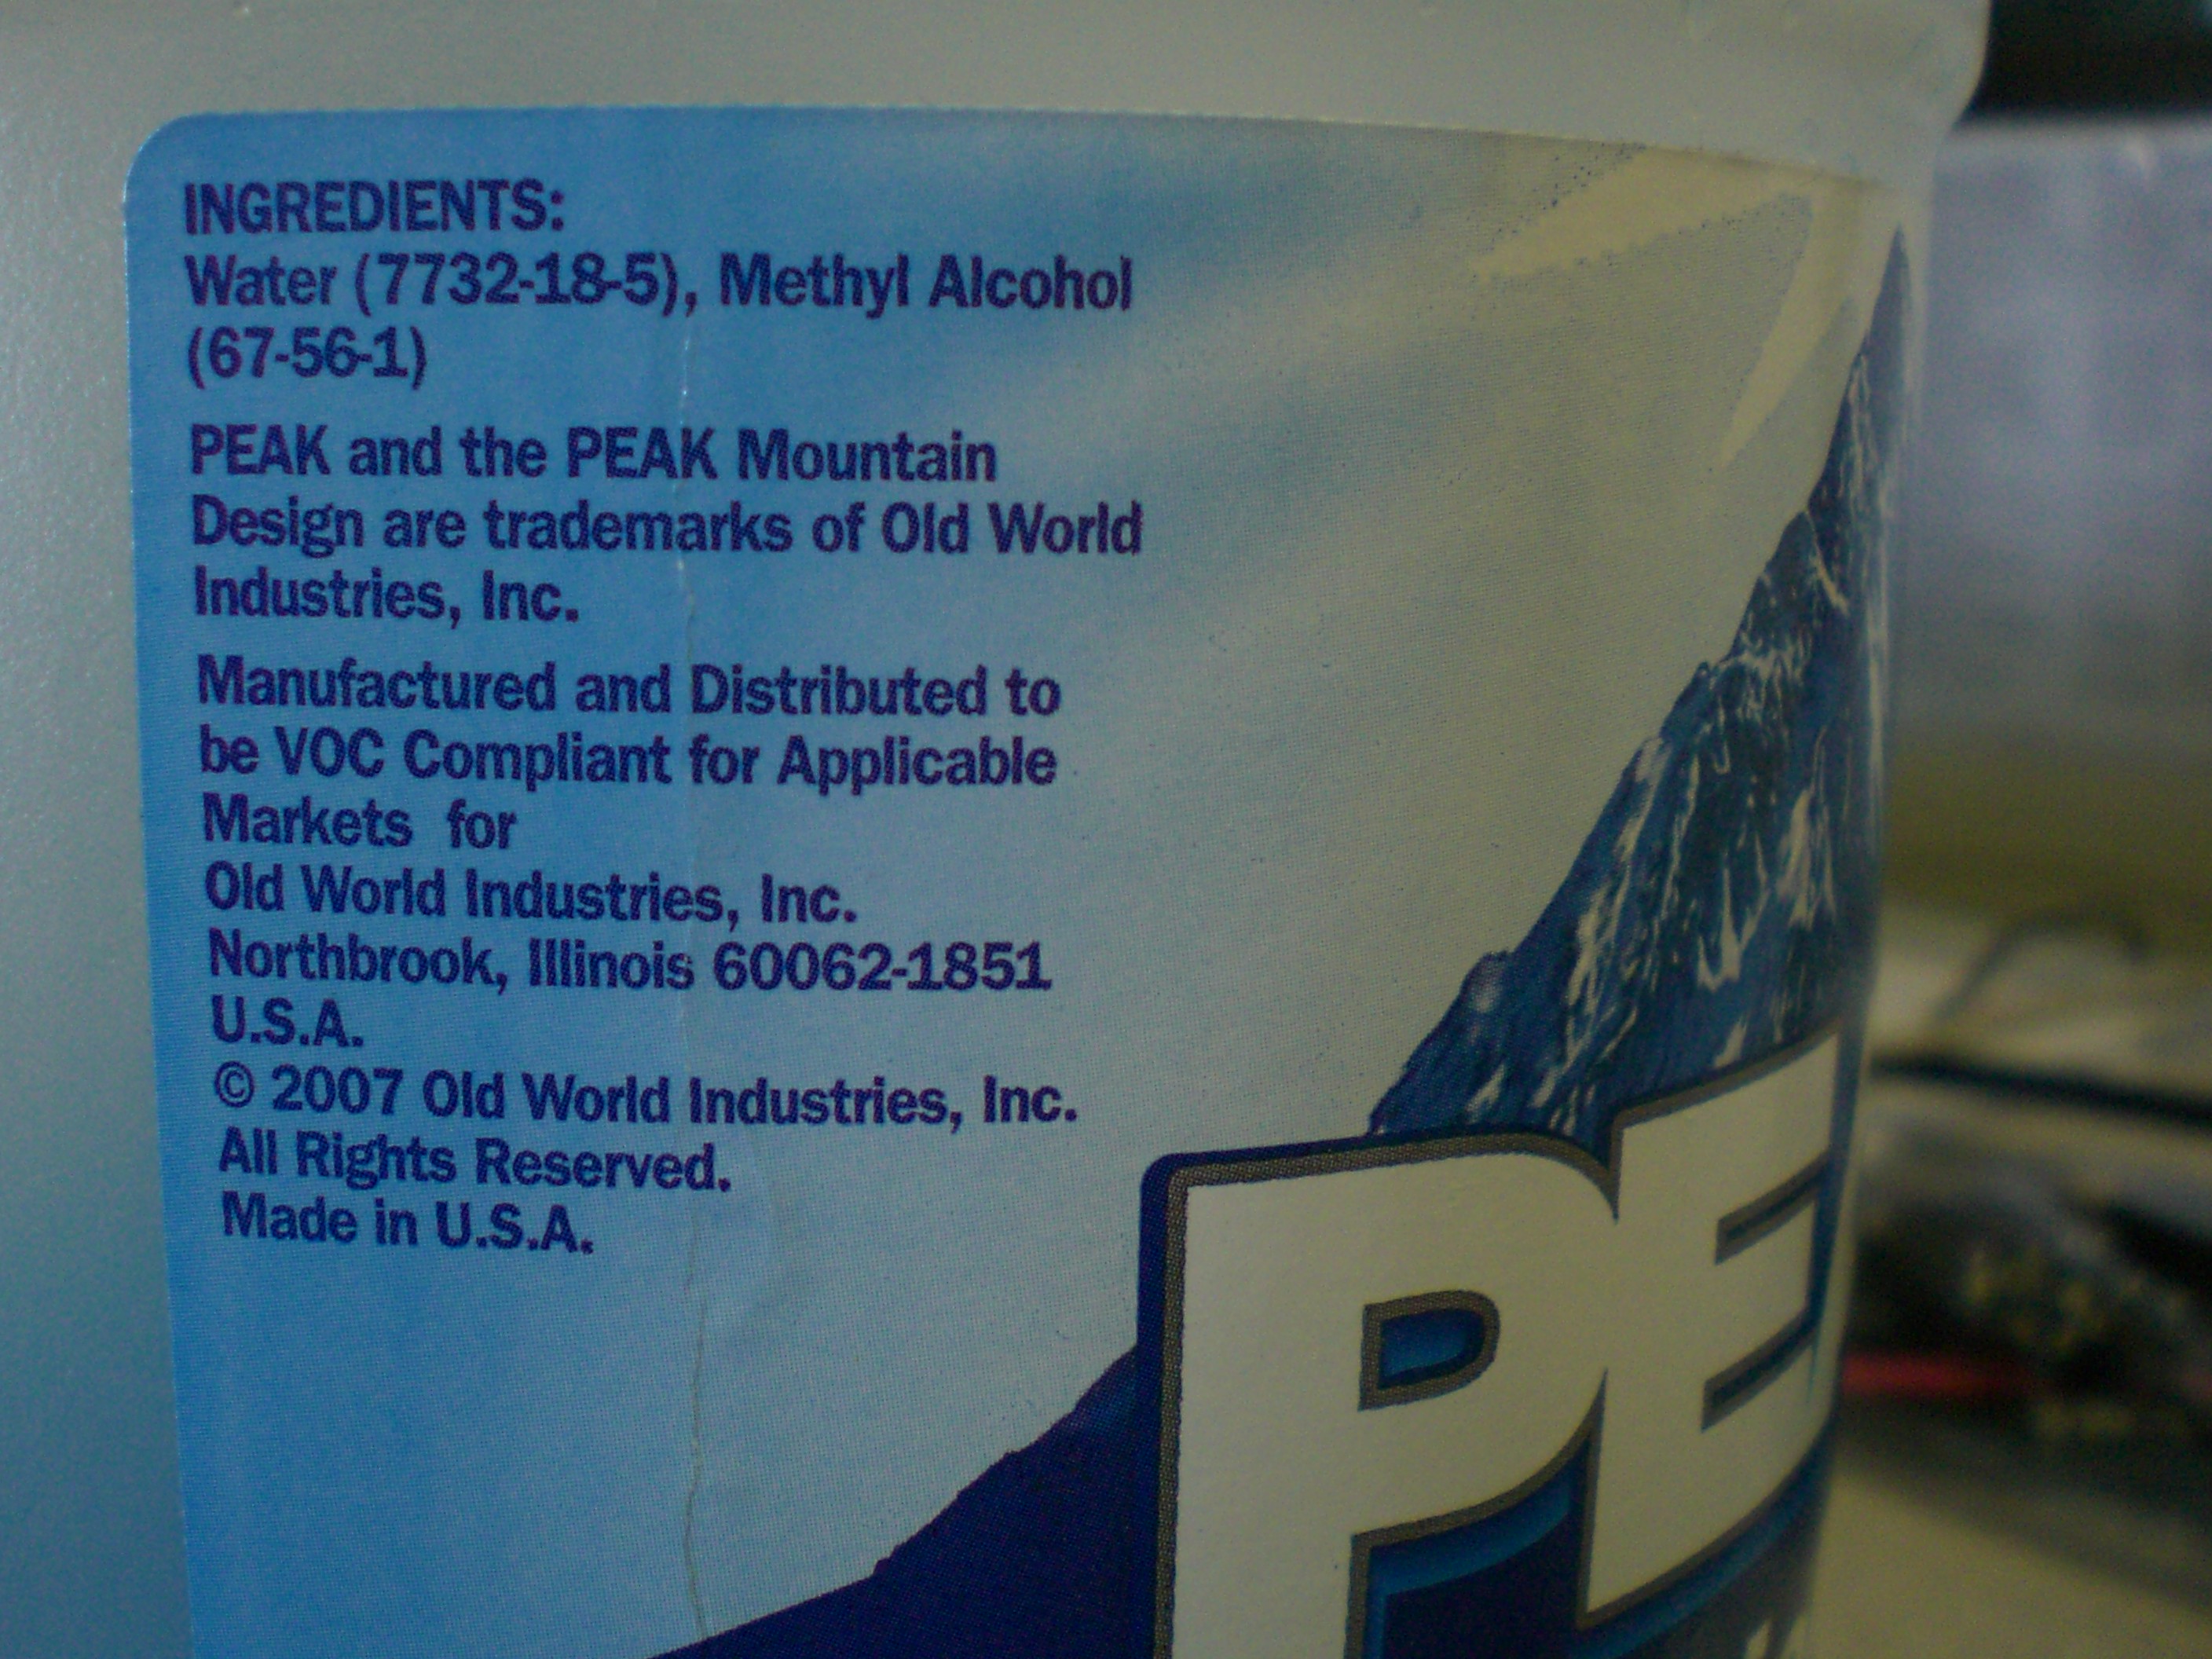 INGREDIENTS:
Water (7732-18-5), Methyl Alcohol
(67-56-1)
PEAK and the PEAK Mountain
Design are trademarks of Old World
Industries, Inc.
Manufactured and Distributed to
be VOC Compliant for Applicable
Markets for
Old World Industries, Inc.
Northbrook, Illinois 60062-1851
U.S.A.
© 2007 Old World Industries, Inc.
All Rights Reserved.
Made in U.S.A.
PE